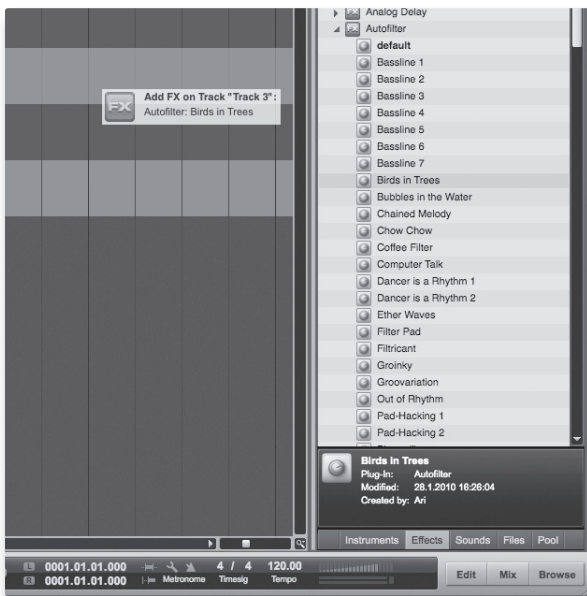 FX Analog Delay
FX Autofilter
default
Bassline 1
Bassline 2
Bassline 3
Bassline 4
Bassline 5
Bassline 6
Bassline 7
Birds in Trees
Bubbles in the Water
Chained Melody
Chow Chow
Coffee Filter
Computer Talk
Dancer is a Rhythm 1
Dancer is a Rhythm 2
Ether Waves
Filter Pad
Filtricant
Groinky
Groovariation
Out of Rhythm
Pad-Hacking 1
Pad-Hacking 2
FX Add FX on Track "Track 3":
Autofilter: Birds in Trees
Birds in Trees
Plug-In: Autofilter
Modified: 28.1.2010 16:26:04
Created by: Ari
Instruments Effects Sounds Files Pool
L 0001.01.01.000 4 / 4 120.00
R 0001.01.01.000 Metronome Timesig Tempo
Edit Mix Browse